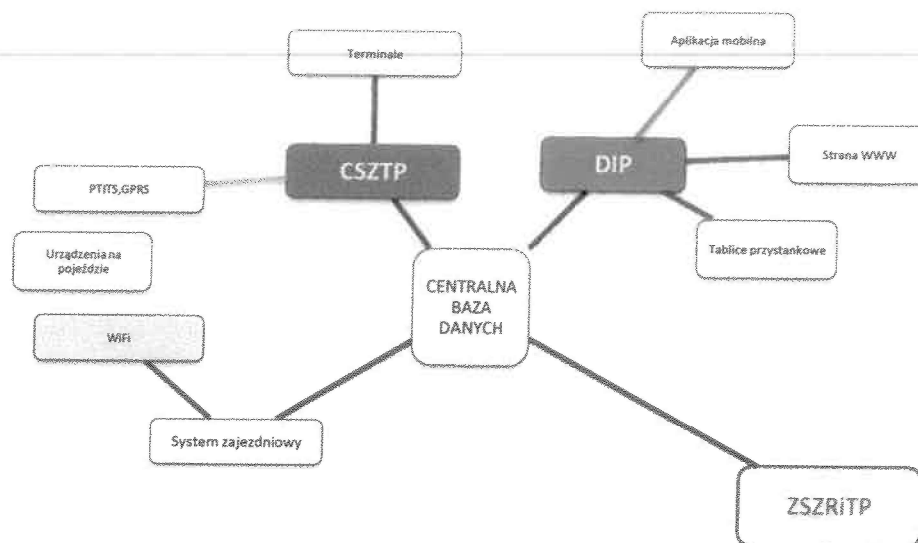 Terminale
Aplikacja mobilna
CSZTP
DIP
Strona WWW
PTITS,GPRS
Urządzenia na
pojeździe
Tablice przystankowe
CENTRALNA
BAZA
DANYCH
WiFi
System zajezdniowy
ZSZRiTP